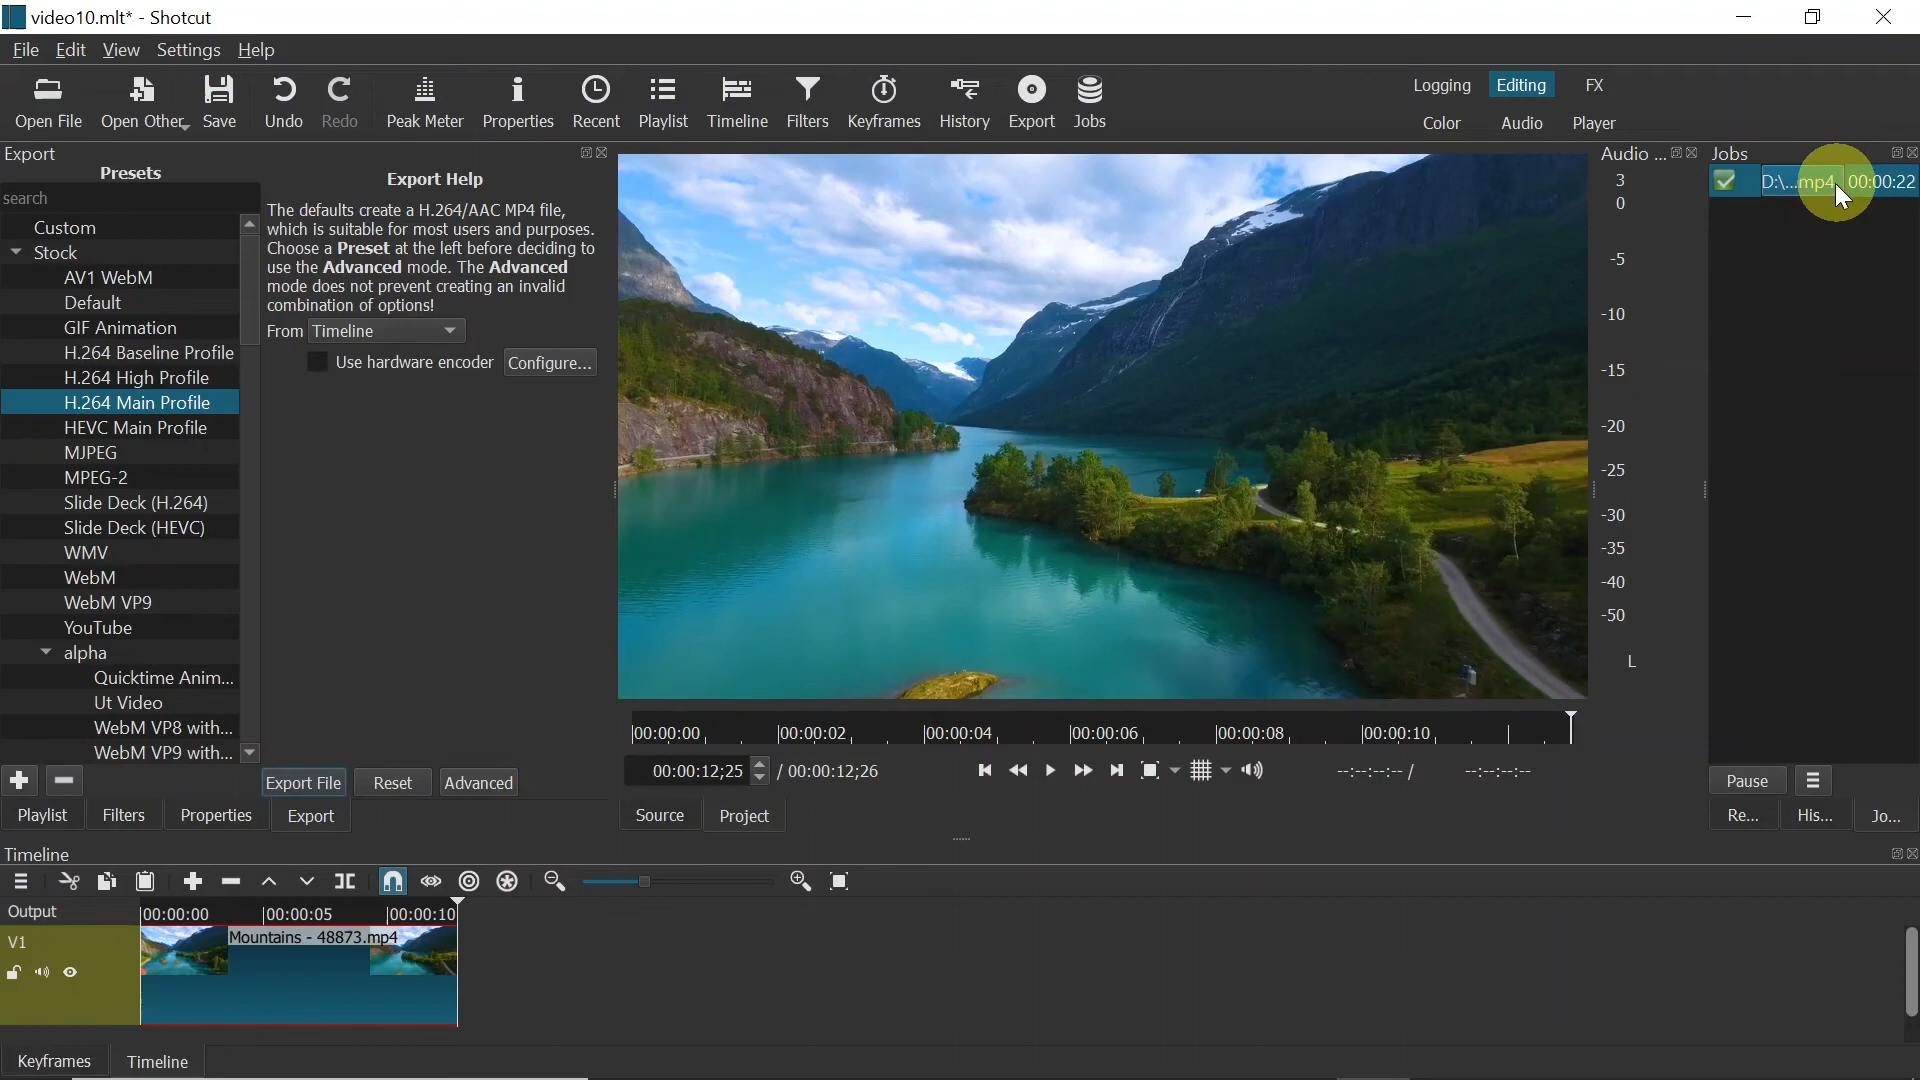 video10.mlt* - Shotcut
File Edit View Settings Help
Open File Open Other Save Undo Redo Peak Meter Properties Recent Playlist Timeline Filters Keyframes History Export Jobs
Logging Editing FX
Color Audio Player
Export
Presets
search
Custom
Stock
AV1 WebM
Default
GIF Animation
H.264 Baseline Profile
H.264 High Profile
H.264 Main Profile
HEVC Main Profile
MJPEG
MPEG-2
Slide Deck (H.264)
Slide Deck (HEVC)
WMV
WebM
WebM VP9
YouTube
alpha
Quicktime Anim...
Ut Video
WebM VP8 with...
WebM VP9 with...
Export Help
The defaults create a H.264/AAC MP4 file,
which is suitable for most users and purposes.
Choose a Preset at the left before deciding to
use the Advanced mode. The Advanced
mode does not prevent creating an invalid
combination of options!
From Timeline
Use hardware encoder Configure...
Export File Reset Advanced
Playlist Filters Properties Export
00:00:00 00:00:02 00:00:04 00:00:06 00:00:08 00:00:10
00:00:12;25 / 00:00:12;26
--:--:--:-- / --:--:--:--
Source Project
Audio ...
3
0
-5
-10
-15
-20
-25
-30
-35
-40
-50
L
Jobs
D:\...mp4 00:00:22
Pause
Re... His... Jo...
Timeline
Output
00:00:00 00:00:05 00:00:10
V1
Mountains - 48873.mp4
Keyframes Timeline